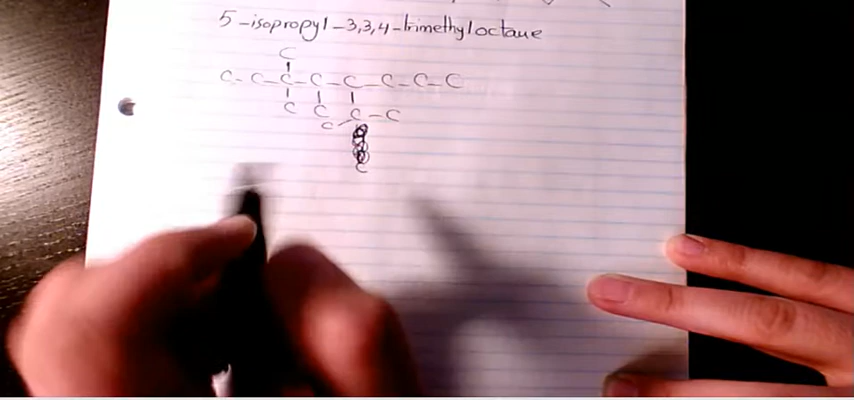 5-isopropyl-3,3,4-trimethyloctane
C
C-C-C-C-C-C-C-C
C C C-C
C
C